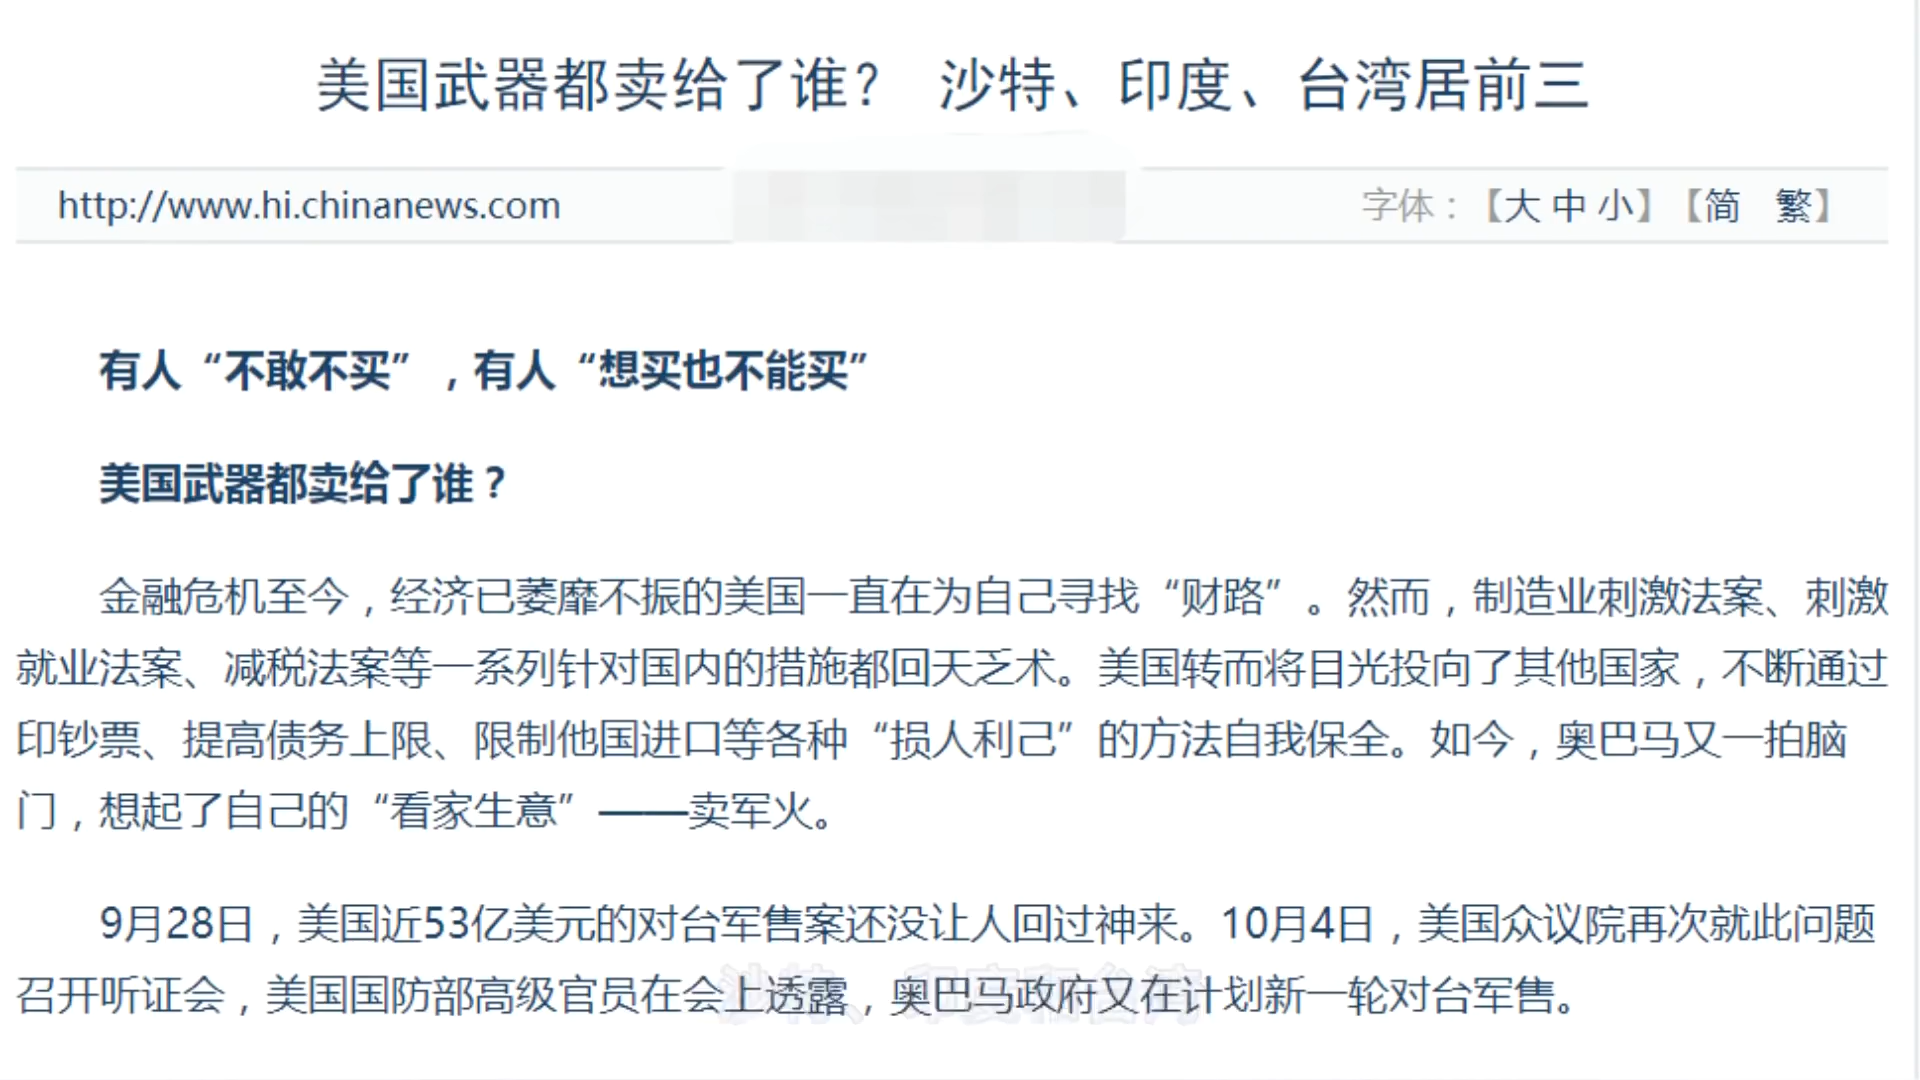 美国武器都卖给了谁？ 沙特、印度、台湾居前三
http://www.hi.chinanews.com 字体：【大 中 小】【简 繁】
有人“不敢不买”，有人“想买也不能买”
美国武器都卖给了谁？
金融危机至今，经济已萎靡不振的美国一直在为自己寻找“财路”。然而，制造业刺激法案、刺激
就业法案、减税法案等一系列针对国内的措施都回天乏术。美国转而将目光投向了其他国家，不断通过
印钞票、提高债务上限、限制他国进口等各种“损人利己”的方法自我保全。如今，奥巴马又一拍脑
门，想起了自己的“看家生意”——卖军火。
9月28日，美国近53亿美元的对台军售案还没让人回过神来。10月4日，美国众议院再次就此问题
召开听证会，美国国防部高级官员在会上透露，奥巴马政府又在计划新一轮对台军售。
沙特、印度和台湾